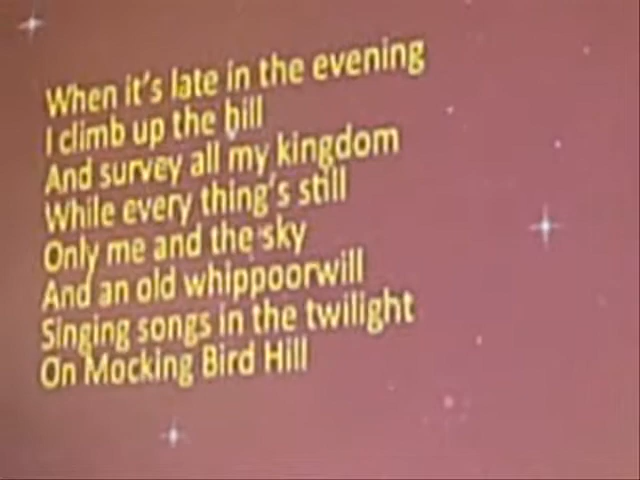 When it's late in the evening
I climb up the hill
And survey all my kingdom
While every thing's still
Only me and the sky
And an old whippoorwill
Singing songs in the twilight
On Mocking Bird Hill